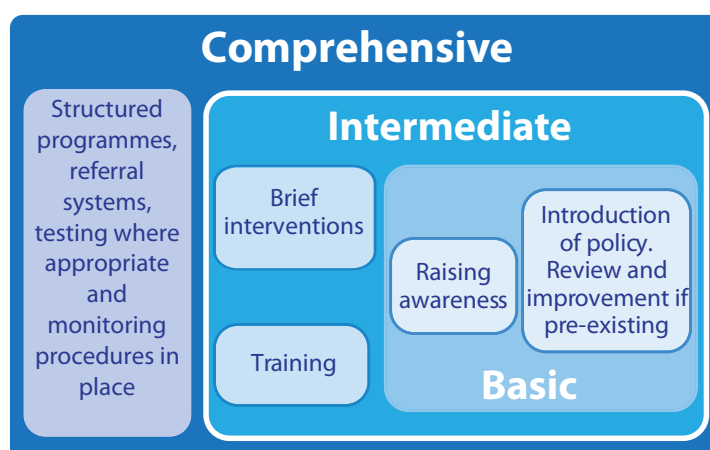 Comprehensive
Structured
programmes,
referral
systems,
testing where
appropriate
and
monitoring
procedures in
place
Intermediate
Brief
interventions
Training
Raising
awareness
Introduction
of policy.
Review and
improvement if
pre-existing
Basic